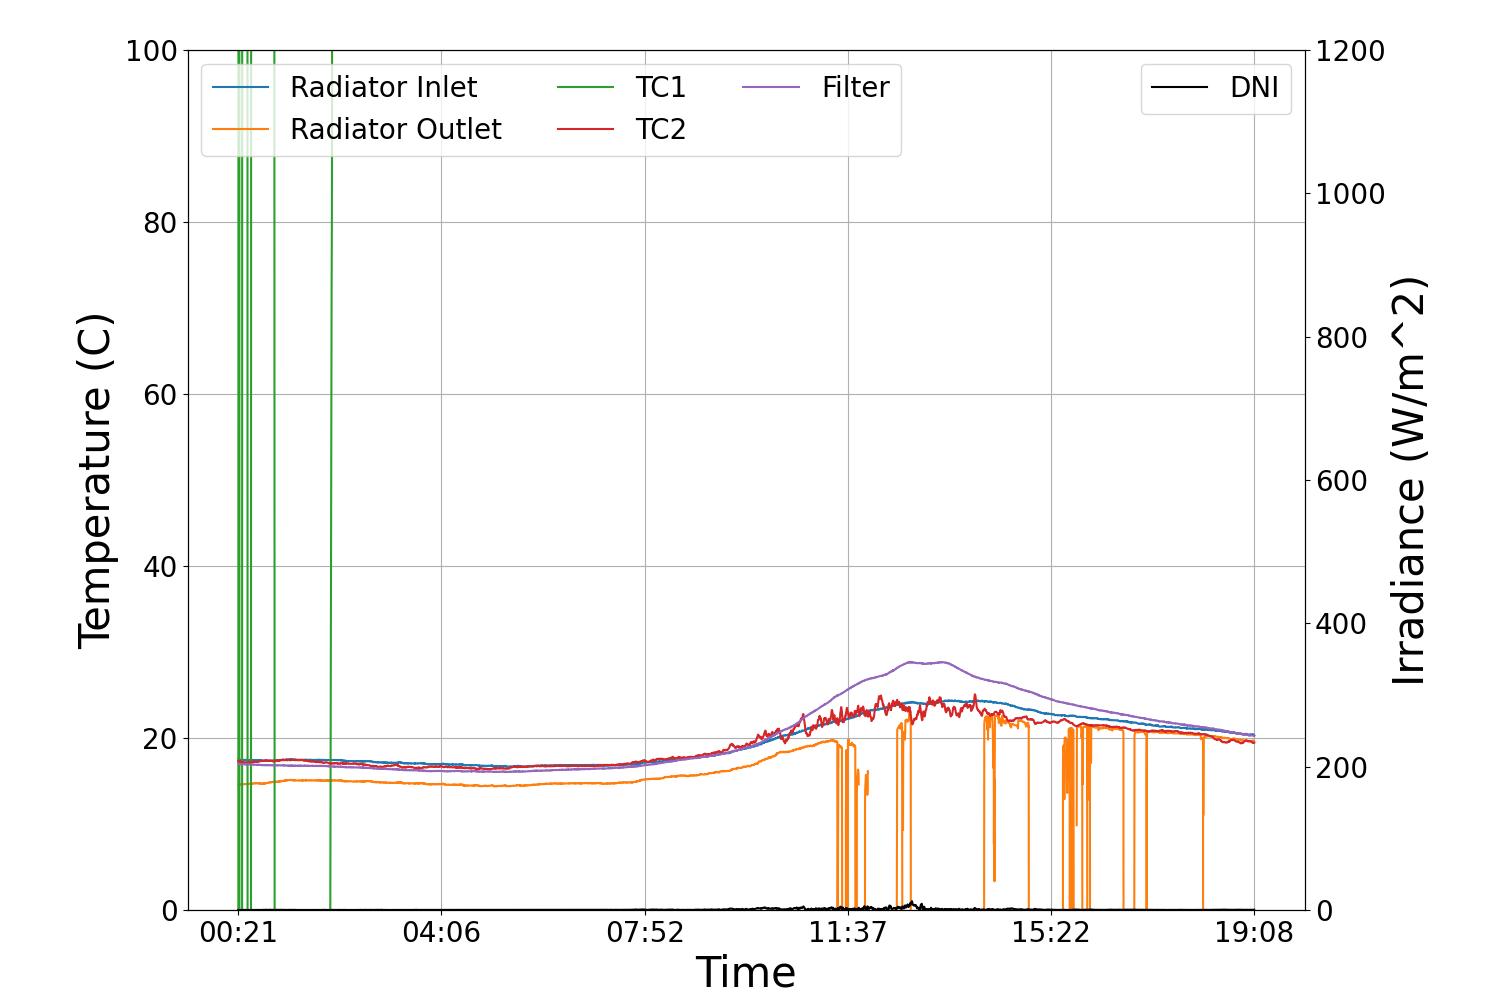 100
80
60
40
20
0
Temperature (C)
Radiator Inlet
Radiator Outlet
TC1
TC2
Filter
DNI
1200
1000
800
600
400
200
0
Irradiance (W/m^2)
00:21 04:06 07:52 11:37 15:22 19:08
Time